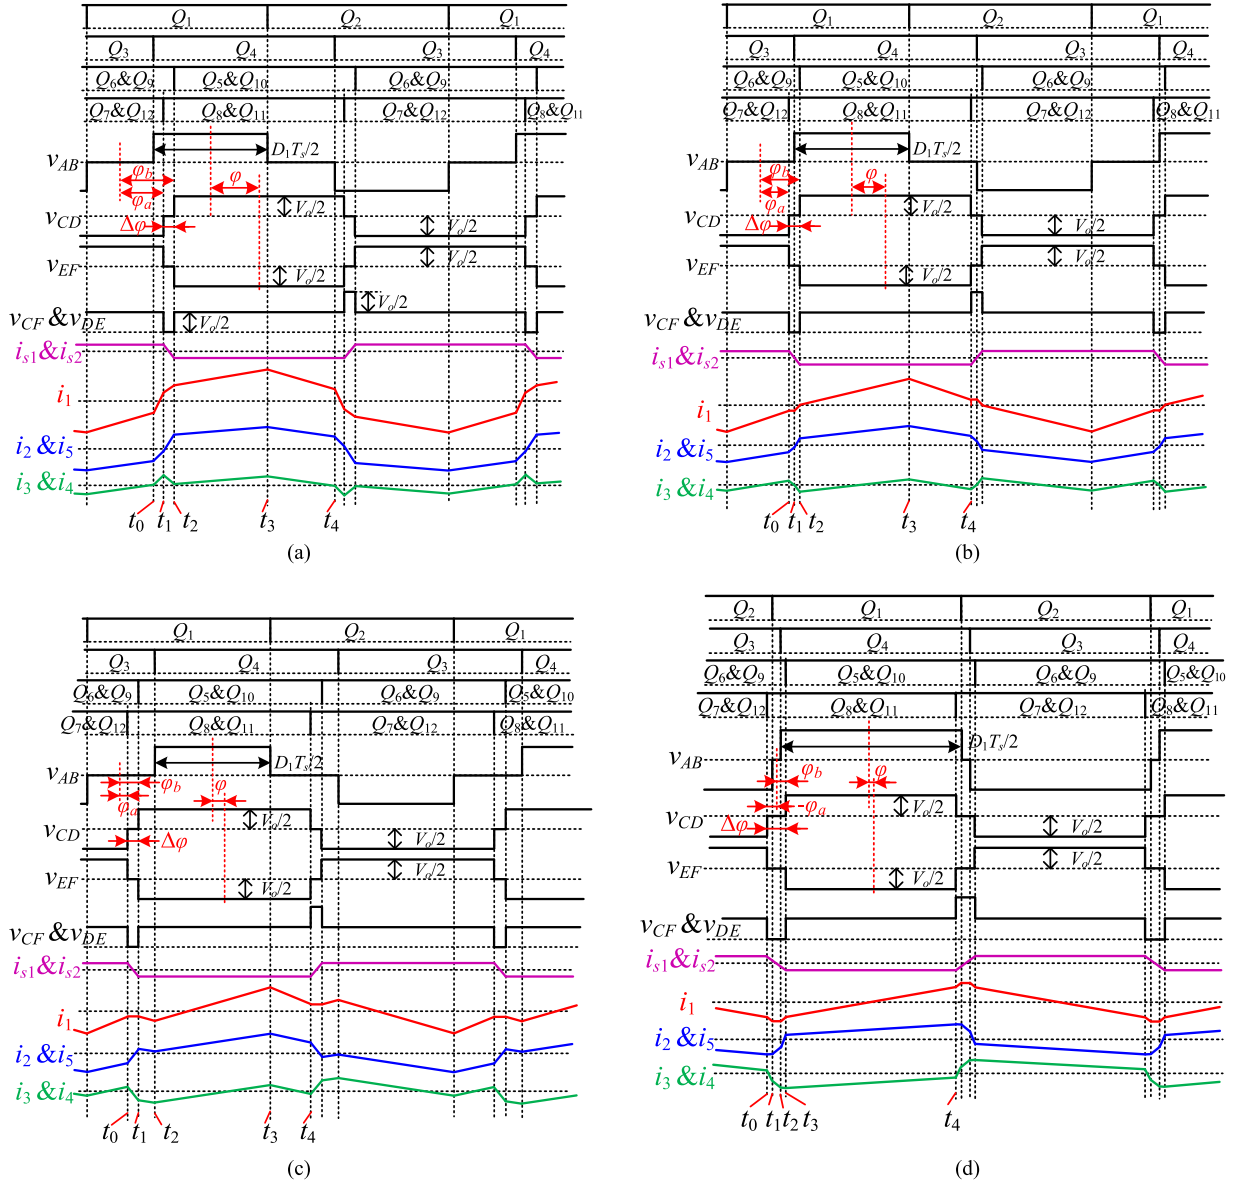 Q1 Q2 Q1
Q3 Q4 Q3 Q4
Q6&Q9 Q5&Q10 Q6&Q9
Q7&Q12 Q8&Q11 Q7&Q12 Q8&Q11
vAB D1Ts/2
φb φ
φa
vCD Vo/2 Vo/2
Δφ
vEF Vo/2 Vo/2
vCF &vDE Vo/2 Vo/2
is1&is2
i1
i2 &i5
i3 &i4
t0 t1 t2 t3 t4
(a)
Q1 Q2 Q1
Q3 Q4 Q3 Q4
Q6&Q9 Q5&Q10 Q6&Q9
Q7&Q12 Q8&Q11 Q7&Q12 Q8&Q11
vAB D1Ts/2
φb φ
φa
vCD Vo/2 Vo/2
Δφ
vEF Vo/2 Vo/2
vCF &vDE
is1&is2
i1
i2 &i5
i3 &i4
t0 t1 t2 t3 t4
(b)
Q1 Q2 Q1
Q3 Q4 Q3 Q4
Q6&Q9 Q5&Q10 Q6&Q9 Q5&Q10
Q7&Q12 Q8&Q11 Q7&Q12 Q8&Q11
vAB D1Ts/2
φb φ
φa
vCD Vo/2 Vo/2
Δφ
vEF Vo/2 Vo/2
vCF &vDE
is1&is2
i1
i2 &i5
i3 &i4
t0 t1 t2 t3 t4
(c)
Q2 Q1 Q2 Q1
Q3 Q4 Q3 Q4
Q6&Q9 Q5&Q10 Q6&Q9 Q5&Q10
Q7&Q12 Q8&Q11 Q7&Q12 Q8&Q11
vAB D1Ts/2
φb φ
-φa
vCD Vo/2 Vo/2
Δφ
vEF Vo/2 Vo/2
vCF &vDE
is1&is2
i1
i2 &i5
i3 &i4
t0 t1 t2 t3 t4
(d)